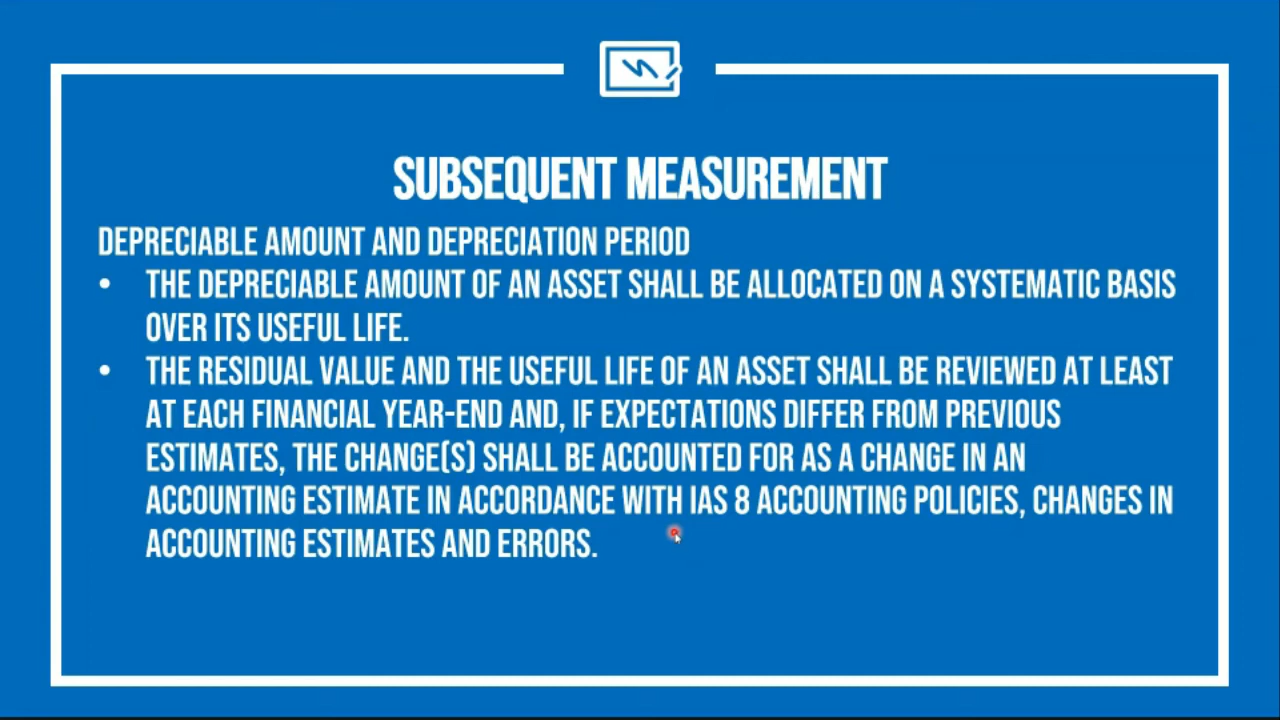 SUBSEQUENT MEASUREMENT
DEPRECIABLE AMOUNT AND DEPRECIATION PERIOD
• THE DEPRECIABLE AMOUNT OF AN ASSET SHALL BE ALLOCATED ON A SYSTEMATIC BASIS
OVER ITS USEFUL LIFE.
• THE RESIDUAL VALUE AND THE USEFUL LIFE OF AN ASSET SHALL BE REVIEWED AT LEAST
AT EACH FINANCIAL YEAR-END AND, IF EXPECTATIONS DIFFER FROM PREVIOUS
ESTIMATES, THE CHANGE(S) SHALL BE ACCOUNTED FOR AS A CHANGE IN AN
ACCOUNTING ESTIMATE IN ACCORDANCE WITH IAS 8 ACCOUNTING POLICIES, CHANGES IN
ACCOUNTING ESTIMATES AND ERRORS.